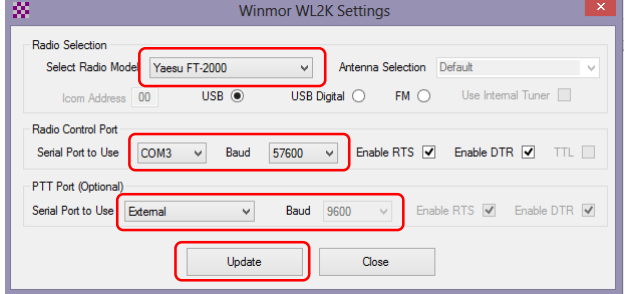 Winmor WL2K Settings
Radio Selection
Select Radio Model Yaesu FT-2000 Antenna Selection Default
Icom Address 00 USB USB Digital FM Use Internal Tuner
Radio Control Port
Serial Port to Use COM3 Baud 57600 Enable RTS Enable DTR TTL
PTT Port (Optional)
Serial Port to Use External Baud 9600 Enable RTS Enable DTR
Update Close